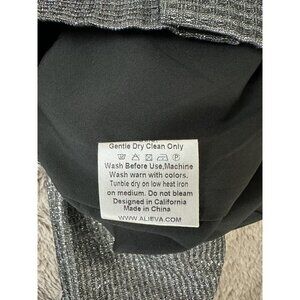 Gentle Dry Clean Only
Wash Before Use,Machine
Wash warm with colors.
Tunble dry on low heat iron
on medium. Do not bleam
Designed in California
Made in China
WWW.ALIEVA.COM